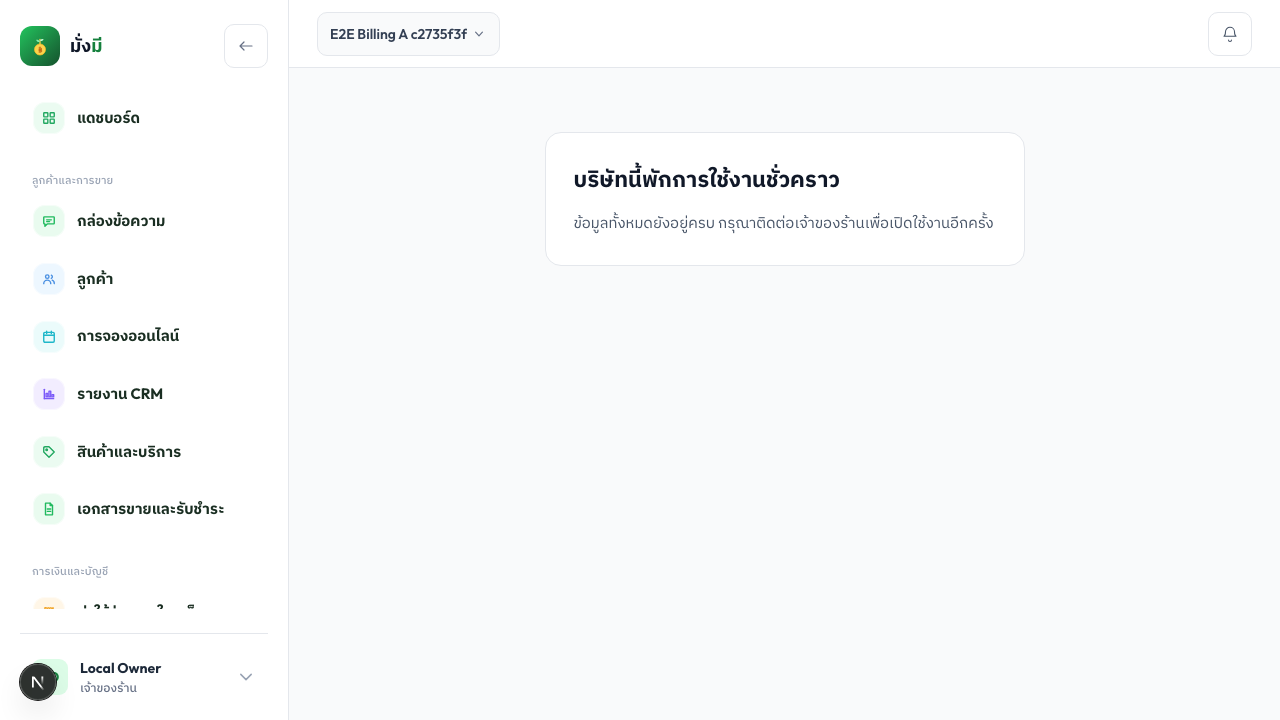 มั่งมี
E2E Billing A c2735f3f
แดชบอร์ด
ลูกค้าและการขาย
กล่องข้อความ
ลูกค้า
การจองออนไลน์
รายงาน CRM
สินค้าและบริการ
เอกสารขายและรับชำระ
การเงินและบัญชี
Local Owner
เจ้าของร้าน
N
บริษัทนี้พักการใช้งานชั่วคราว
ข้อมูลทั้งหมดยังอยู่ครบ กรุณาติดต่อเจ้าของร้านเพื่อเปิดใช้งานอีกครั้ง